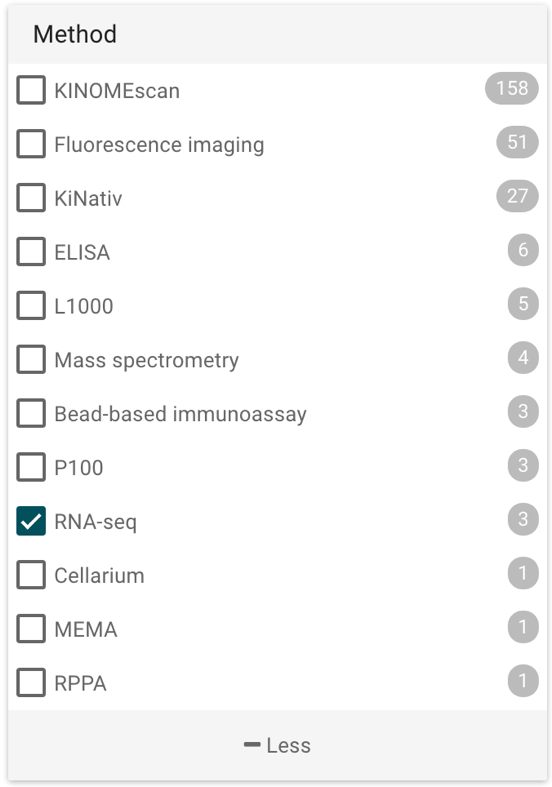 Method
KINOMEscan 158
Fluorescence imaging 51
KiNativ 27
ELISA 6
L1000 5
Mass spectrometry 4
Bead-based immunoassay 3
P100 3
RNA-seq 3
Cellarium 1
MEMA 1
RPPA 1
Less